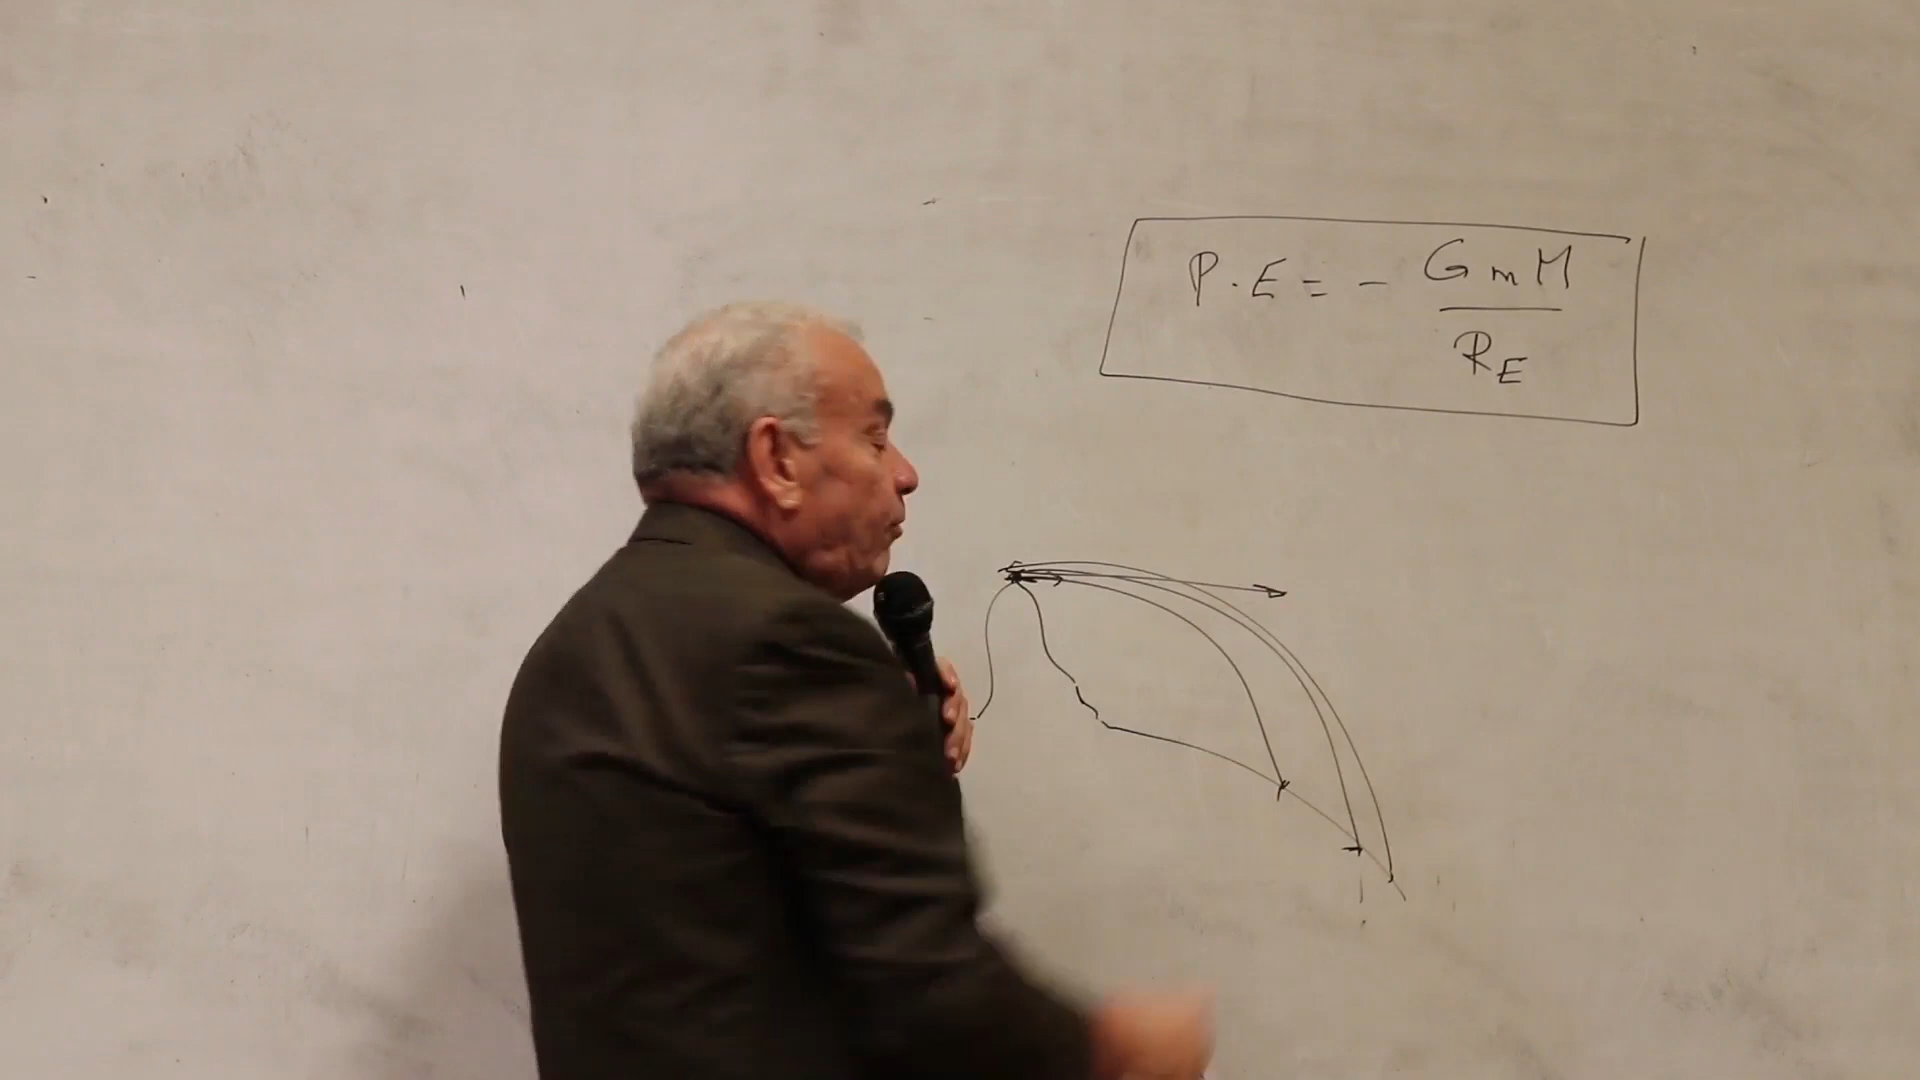 P.E = - GmM
R_E